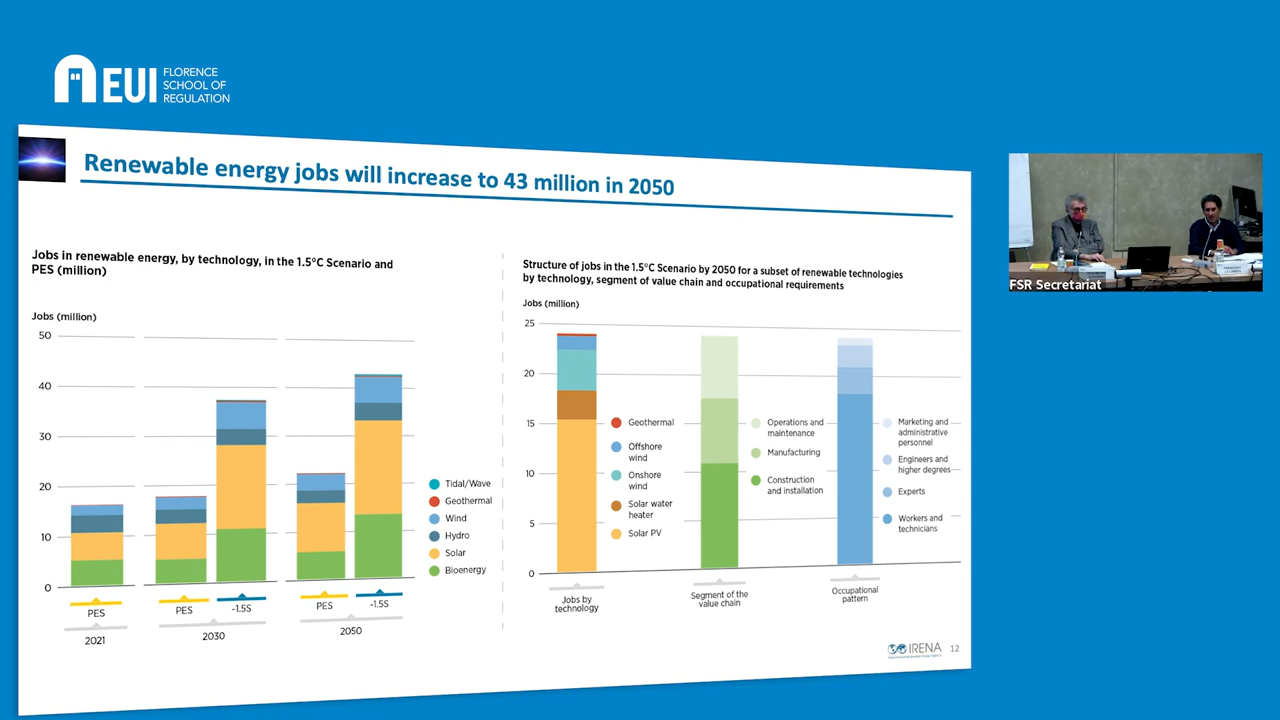 EUI
FLORENCE
SCHOOL OF
REGULATION
Renewable energy jobs will increase to 43 million in 2050
Jobs in renewable energy, by technology, in the 1.5°C Scenario and
PES (million)
Jobs (million)
50
40
30
20
10
0
PES
PES
-1.5S
PES
-1.5S
2021
2030
2050
Tidal/Wave
Geothermal
Wind
Hydro
Solar
Bioenergy
Structure of jobs in the 1.5°C Scenario by 2050 for a subset of renewable technologies
by technology, segment of value chain and occupational requirements
Jobs (million)
25
20
15
10
5
0
Geothermal
Offshore
wind
Onshore
wind
Solar water
heater
Solar PV
Operations and
maintenance
Manufacturing
Construction
and installation
Marketing and
administrative
personnel
Engineers and
higher degrees
Experts
Workers and
technicians
Jobs by
technology
Segment of the
value chain
Occupational
pattern
IRENA
12
FSR Secretariat